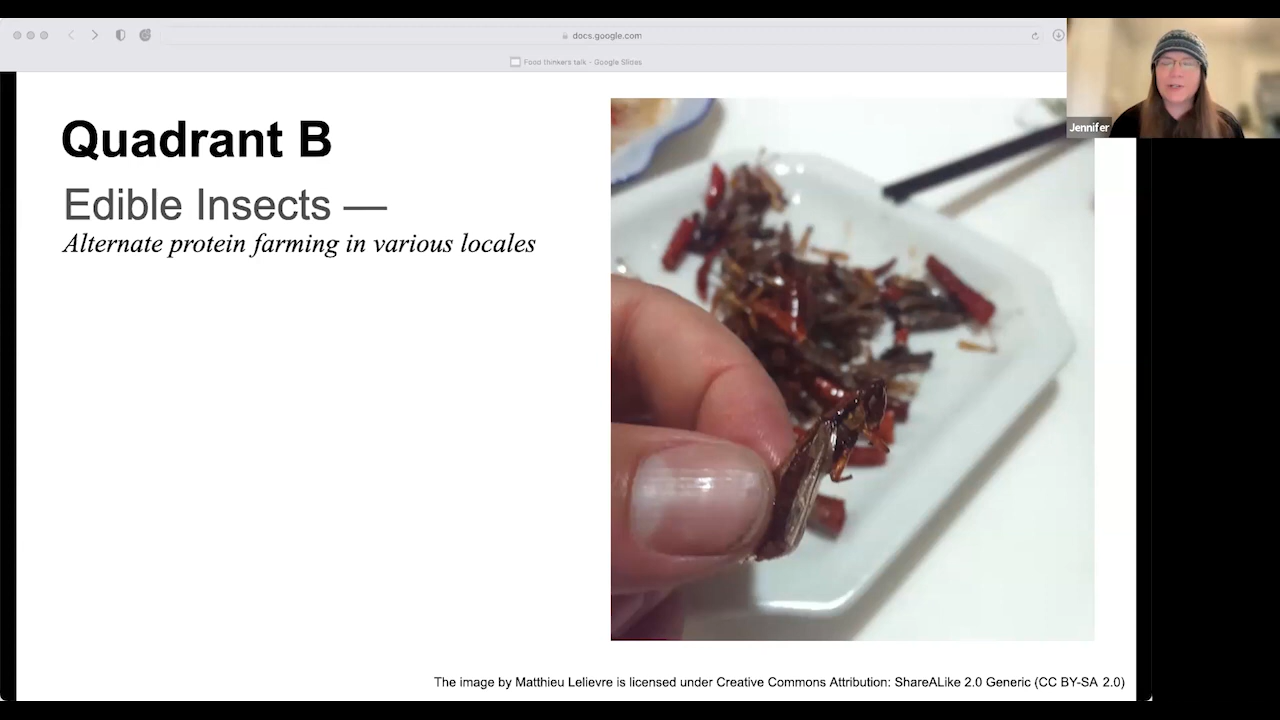 docs.google.com
Food thinkers talk - Google Slides
Jennifer
Quadrant B
Edible Insects —
Alternate protein farming in various locales
The image by Matthieu Lelievre is licensed under Creative Commons Attribution: ShareALike 2.0 Generic (CC BY-SA 2.0)